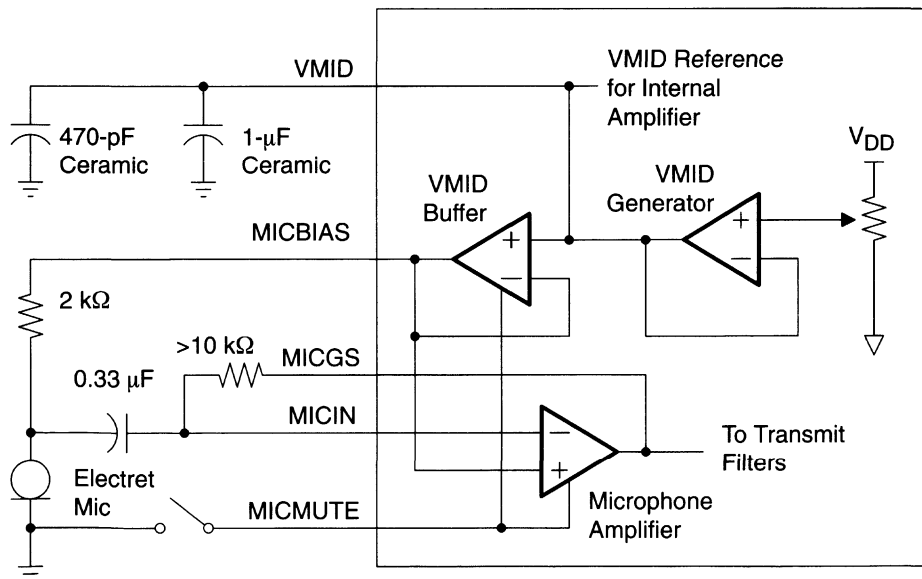 VMID
VMID Reference
for Internal
Amplifier
470-pF
Ceramic
1-μF
Ceramic
VDD
VMID
Buffer
VMID
Generator
+
−
+
−
MICBIAS
2 kΩ
>10 kΩ
MICGS
0.33 μF
MICIN
−
+
To Transmit
Filters
Electret
Mic
MICMUTE
Microphone
Amplifier